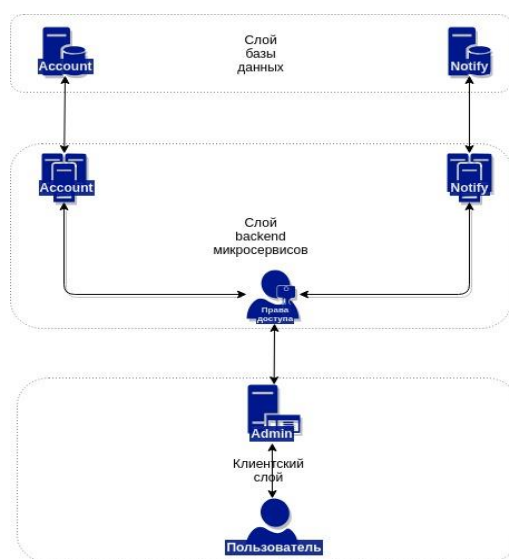 Слой
базы
данных
Account
Notify
Account
Notify
Слой
backend
микросервисов
Права
доступа
Admin
Клиентский
слой
Пользователь